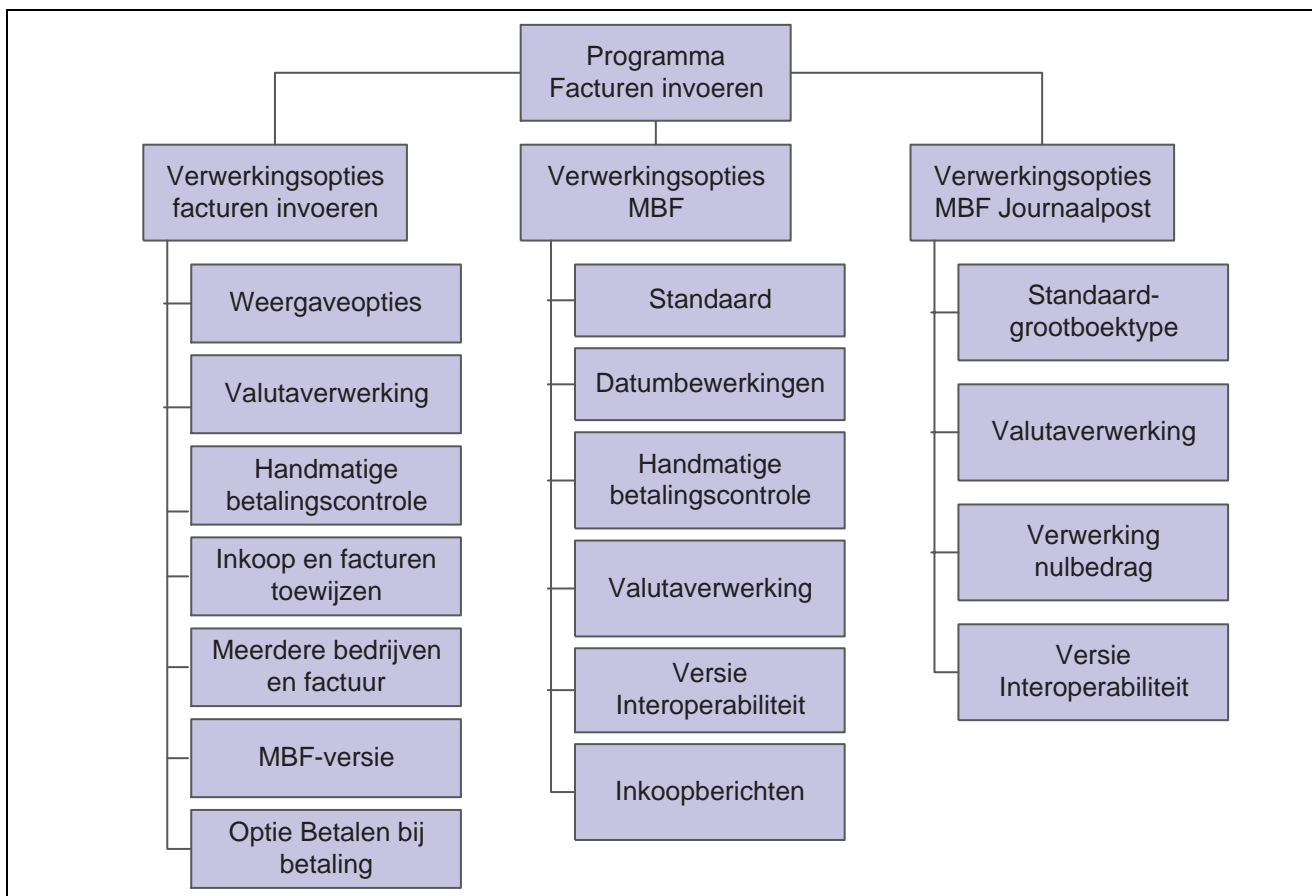 Programma
Facturen invoeren
Verwerkingsopties
facturen invoeren
Weergaveopties
Valutaverwerking
Handmatige
betalingscontrole
Inkoop en facturen
toewijzen
Meerdere bedrijven
en factuur
MBF-versie
Optie Betalen bij
betaling
Verwerkingsopties
MBF
Standaard
Datumbewerkingen
Handmatige
betalingscontrole
Valutaverwerking
Versie
Interoperabiliteit
Inkoopberichten
Verwerkingsopties
MBF Journaalpost
Standaard-
grootboektype
Valutaverwerking
Verwerking
nulbedrag
Versie
Interoperabiliteit